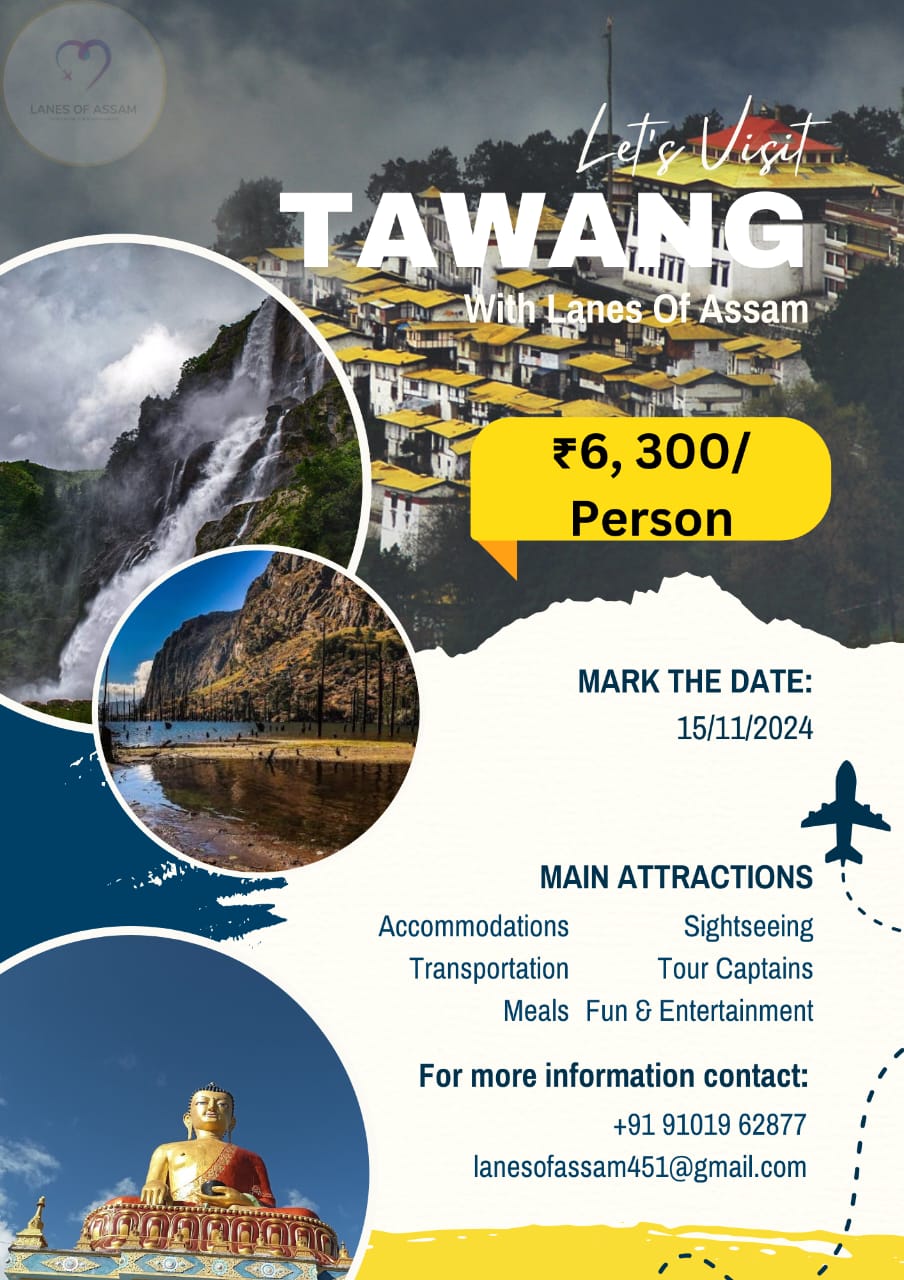 LANES OF ASSAM
Let's Visit
TAWANG
With Lanes Of Assam
₹6, 300/
Person
MARK THE DATE:
15/11/2024
MAIN ATTRACTIONS
Accommodations Sightseeing
Transportation Tour Captains
Meals Fun & Entertainment
For more information contact:
+91 91019 62877
lanesofassam451@gmail.com